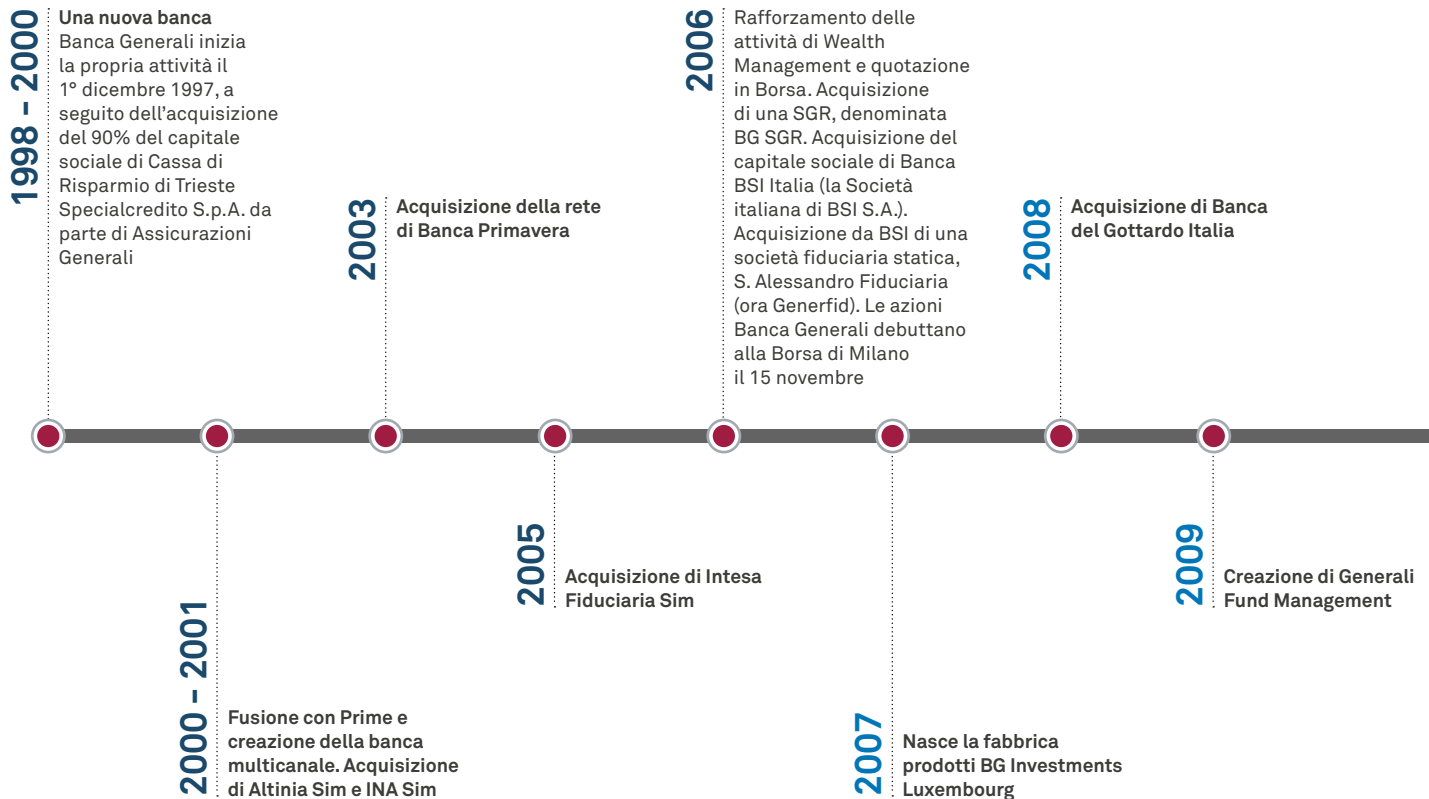 1998 – 2000
Una nuova banca
Banca Generali inizia
la propria attività il
1° dicembre 1997, a
seguito dell’acquisizione
del 90% del capitale
sociale di Cassa di
Risparmio di Trieste
Specialcredito S.p.A. da
parte di Assicurazioni
Generali
2000 – 2001
Fusione con Prime e
creazione della banca
multicanale. Acquisizione
di Altinia Sim e INA Sim
2003
Acquisizione della rete
di Banca Primavera
2005
Acquisizione di Intesa
Fiduciaria Sim
2006
Rafforzamento delle
attività di Wealth
Management e quotazione
in Borsa. Acquisizione
di una SGR, denominata
BG SGR. Acquisizione del
capitale sociale di Banca
BSI Italia (la Società
italiana di BSI S.A.).
Acquisizione da BSI di una
società fiduciaria statica,
S. Alessandro Fiduciaria
(ora Generfid). Le azioni
Banca Generali debuttano
alla Borsa di Milano
il 15 novembre
2007
Nasce la fabbrica
prodotti BG Investments
Luxembourg
2008
Acquisizione di Banca
del Gottardo Italia
2009
Creazione di Generali
Fund Management